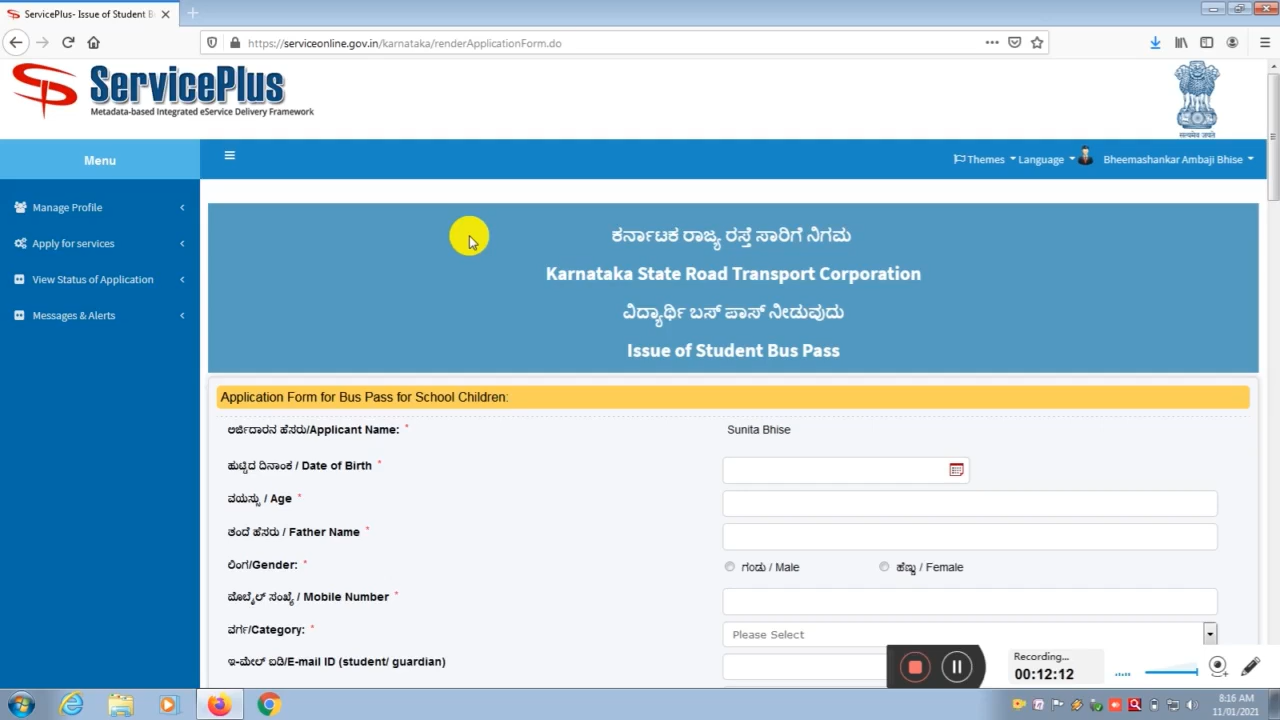 ServicePlus- Issue of Student B
https://serviceonline.gov.in/karnataka/renderApplicationForm.do
ServicePlus
Metadata-based Integrated eService Delivery Framework
सत्यमेव जयते
Menu
Themes Language Bheemashankar Ambaji Bhise
Manage Profile
Apply for services
View Status of Application
Messages & Alerts
ಕರ್ನಾಟಕ ರಾಜ್ಯ ರಸ್ತೆ ಸಾರಿಗೆ ನಿಗಮ
Karnataka State Road Transport Corporation
ವಿದ್ಯಾರ್ಥಿ ಬಸ್ ಪಾಸ್ ನೀಡುವುದು
Issue of Student Bus Pass
Application Form for Bus Pass for School Children:
ಅರ್ಜಿದಾರನ ಹೆಸರು/Applicant Name: * Sunita Bhise
ಹುಟ್ಟಿದ ದಿನಾಂಕ / Date of Birth *
ವಯಸ್ಸು / Age *
ತಂದೆ ಹೆಸರು / Father Name *
ಲಿಂಗ/Gender: * ಗಂಡು / Male ಹೆಣ್ಣು / Female
ಮೊಬೈಲ್ ಸಂಖ್ಯೆ / Mobile Number *
ವರ್ಗ/Category: * Please Select
ಇ-ಮೇಲ್ ಐಡಿ/E-mail ID (student/ guardian)
Recording...
00:12:12
8:16 AM
11/01/2021